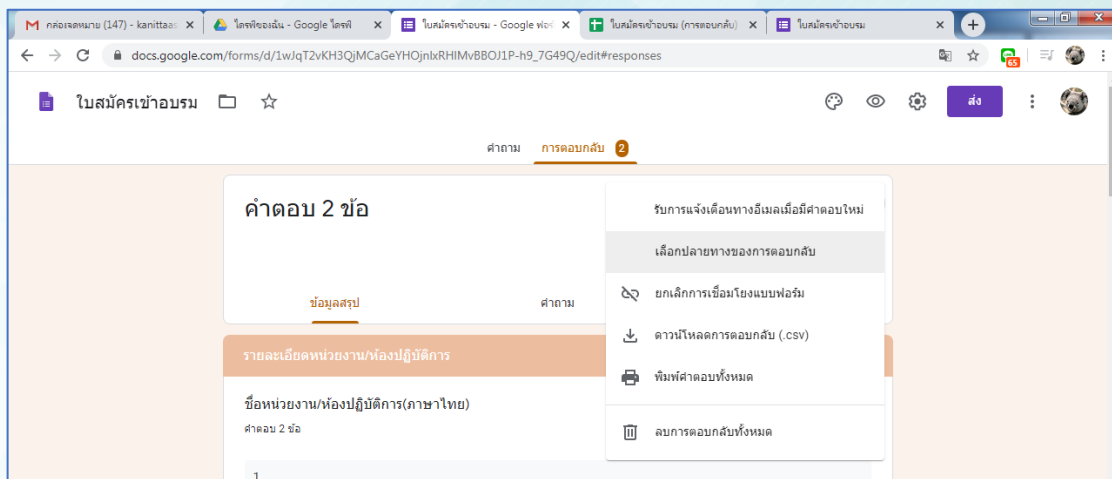 กล่องจดหมาย (147) - kanittaas
ไดรฟ์ของฉัน - Google ไดรฟ์
ใบสมัครเข้าอบรม - Google ฟอร์
ใบสมัครเข้าอบรม (การตอบกลับ)
ใบสมัครเข้าอบรม
docs.google.com/forms/d/1wJqT2vKH3QjMCaGeYHOjnlxRHIMvBBOJ1P-h9_7G49Q/edit#responses
65
ใบสมัครเข้าอบรม
ส่ง
คำถาม การตอบกลับ 2
คำตอบ 2 ข้อ
รับการแจ้งเตือนทางอีเมลเมื่อมีคำตอบใหม่
เลือกปลายทางของการตอบกลับ
ยกเลิกการเชื่อมโยงแบบฟอร์ม
ดาวน์โหลดการตอบกลับ (.csv)
พิมพ์คำตอบทั้งหมด
ลบการตอบกลับทั้งหมด
ข้อมูลสรุป
คำถาม
รายละเอียดหน่วยงาน/ห้องปฏิบัติการ
ชื่อหน่วยงาน/ห้องปฏิบัติการ(ภาษาไทย)
คำตอบ 2 ข้อ
1